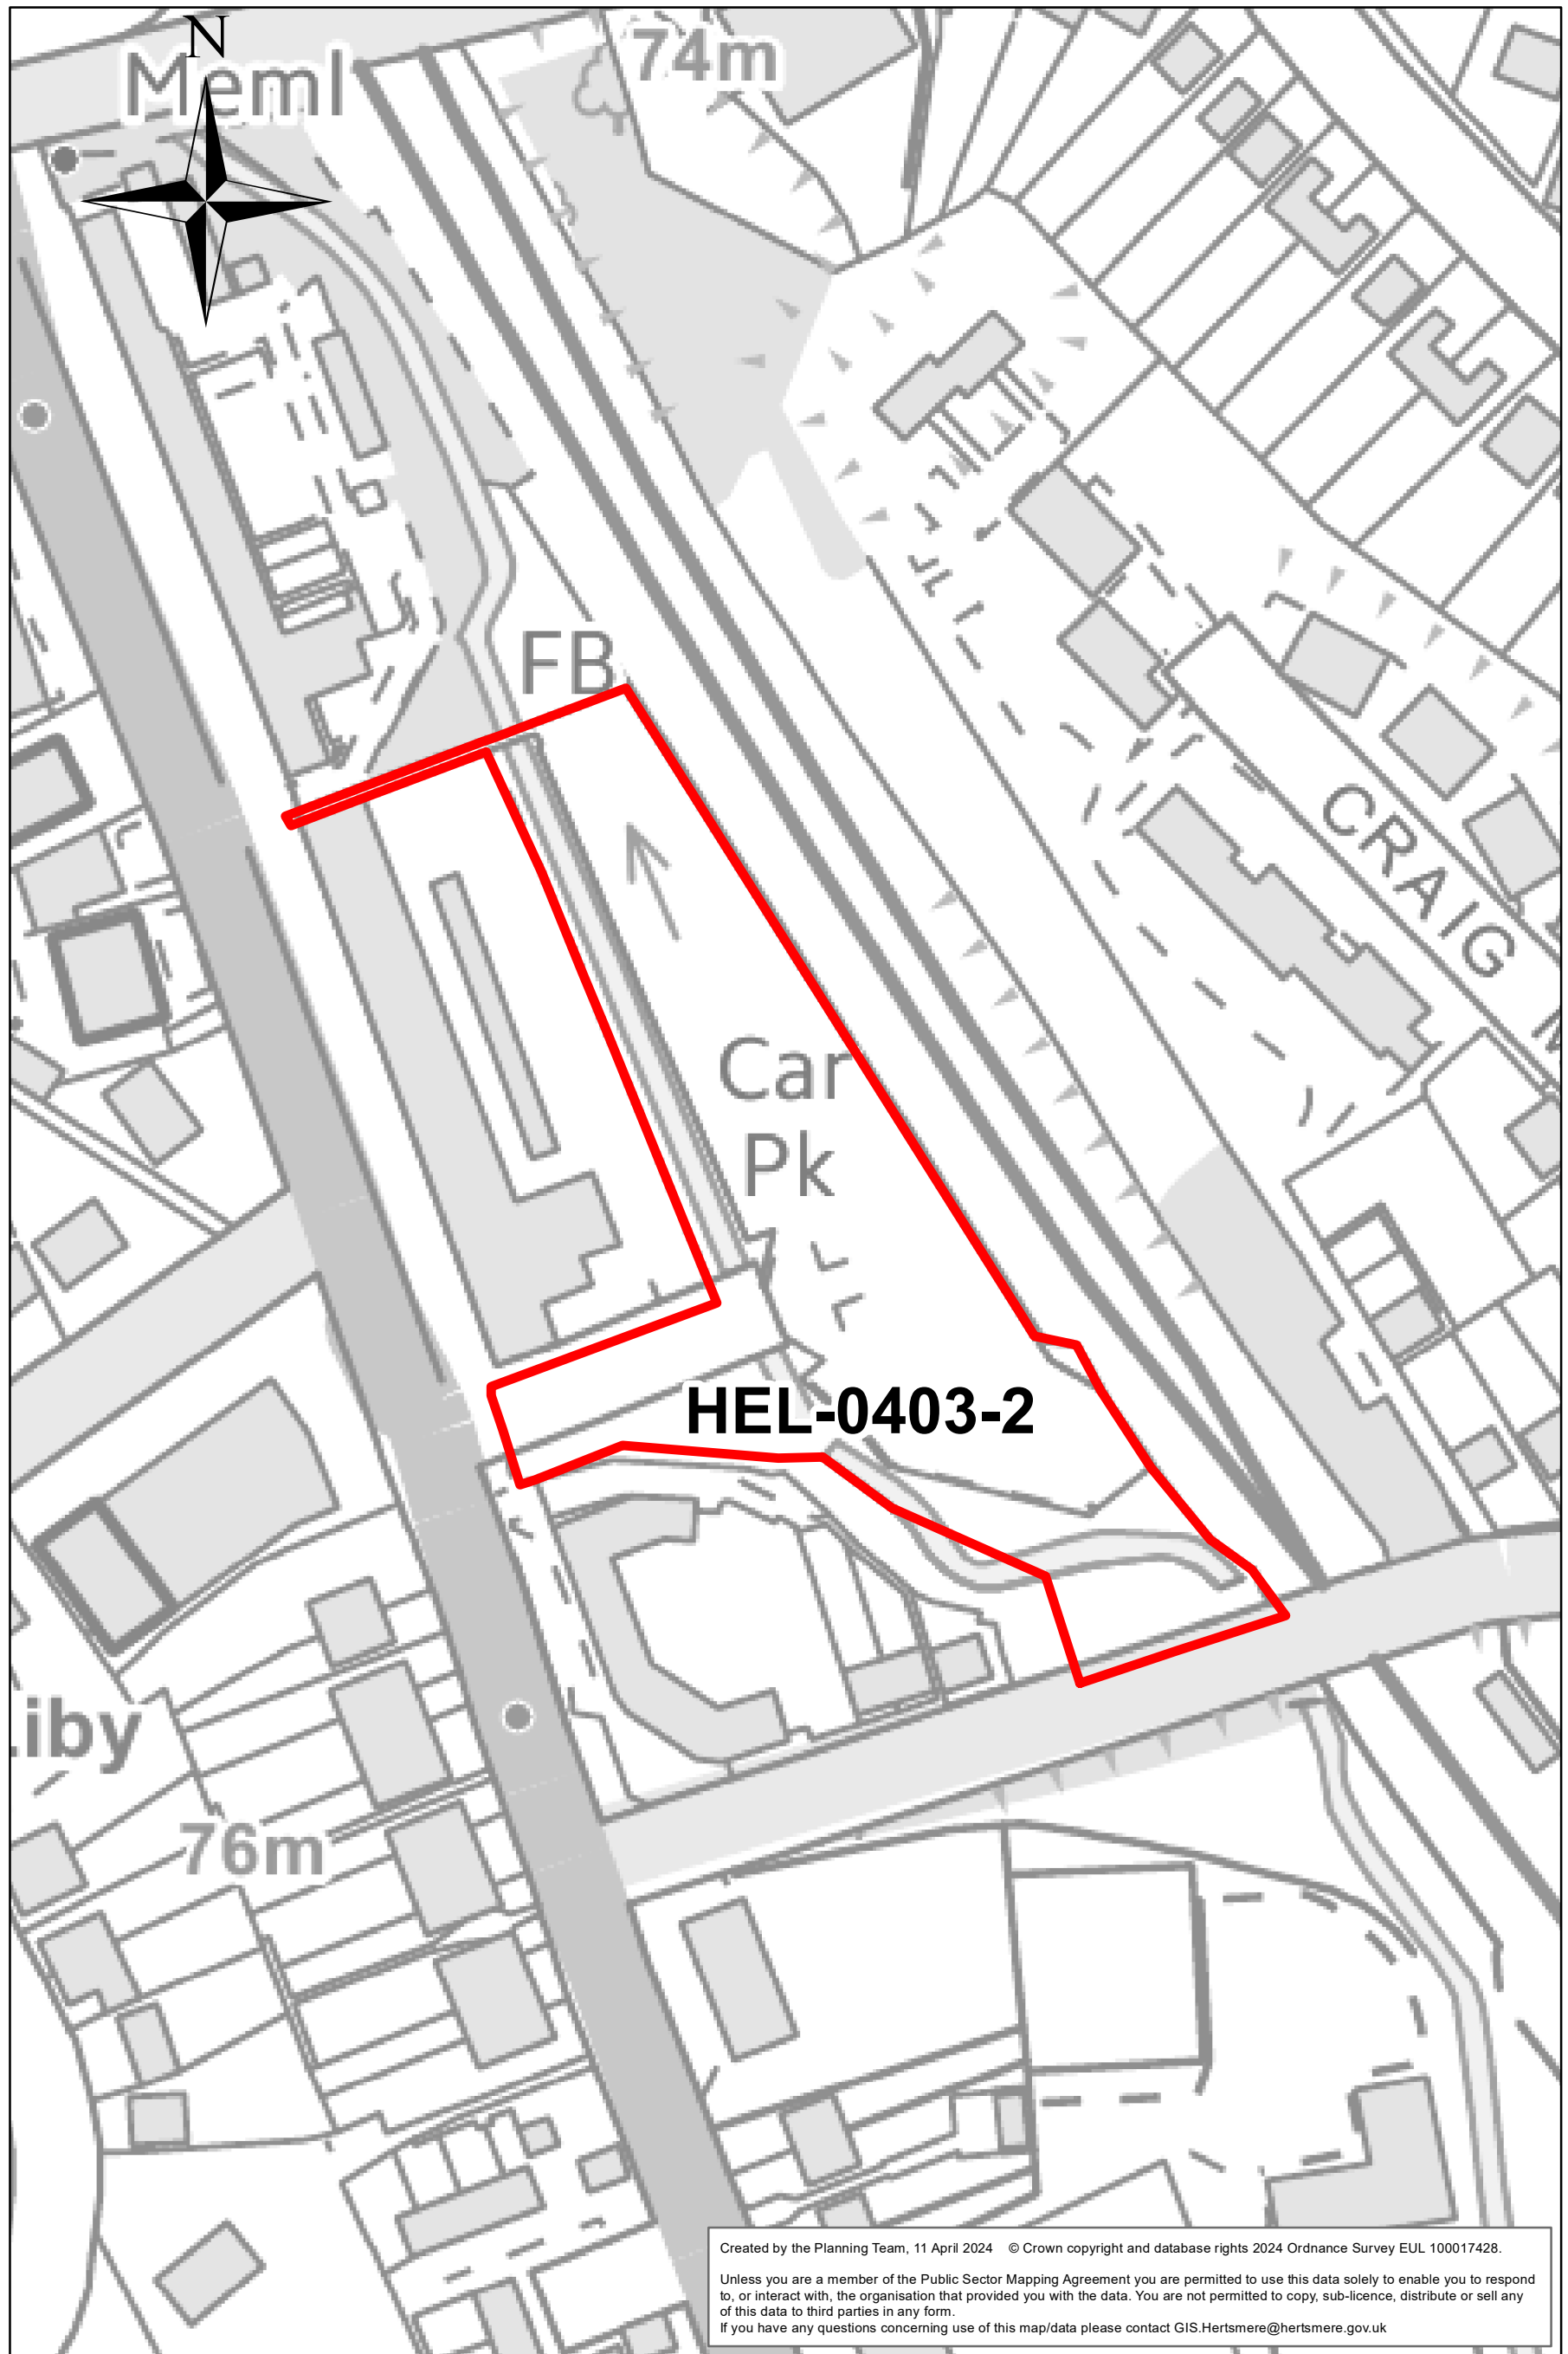 N
Meml
74m
FB
CRAIG
Car
Pk
HEL-0403-2
iby
76m
Created by the Planning Team, 11 April 2024 © Crown copyright and database rights 2024 Ordnance Survey EUL 100017428.
Unless you are a member of the Public Sector Mapping Agreement you are permitted to use this data solely to enable you to respond
to, or interact with, the organisation that provided you with the data. You are not permitted to copy, sub-licence, distribute or sell any
of this data to third parties in any form.
If you have any questions concerning use of this map/data please contact GIS.Hertsmere@hertsmere.gov.uk